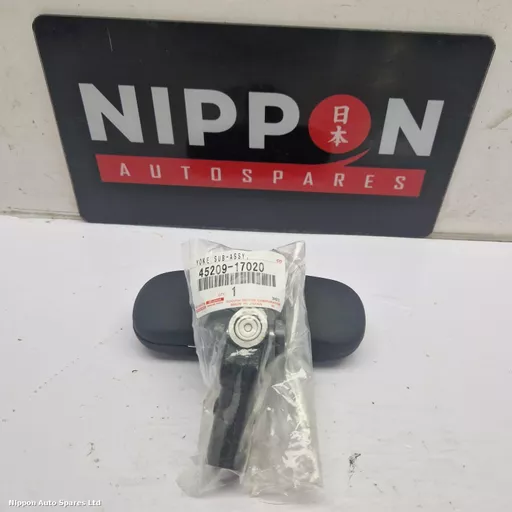 NIPPON
日本
AUTOSPARES
YOKE SUB-ASSY,
45209-17020
1
Nippon Auto Spares Ltd